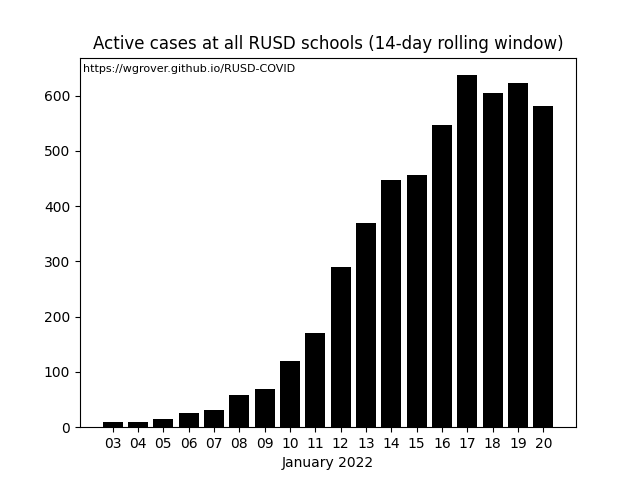 Active cases at all RUSD schools (14-day rolling window)
https://wgrover.github.io/RUSD-COVID
600
500
400
300
200
100
0
03 04 05 06 07 08 09 10 11 12 13 14 15 16 17 18 19 20
January 2022